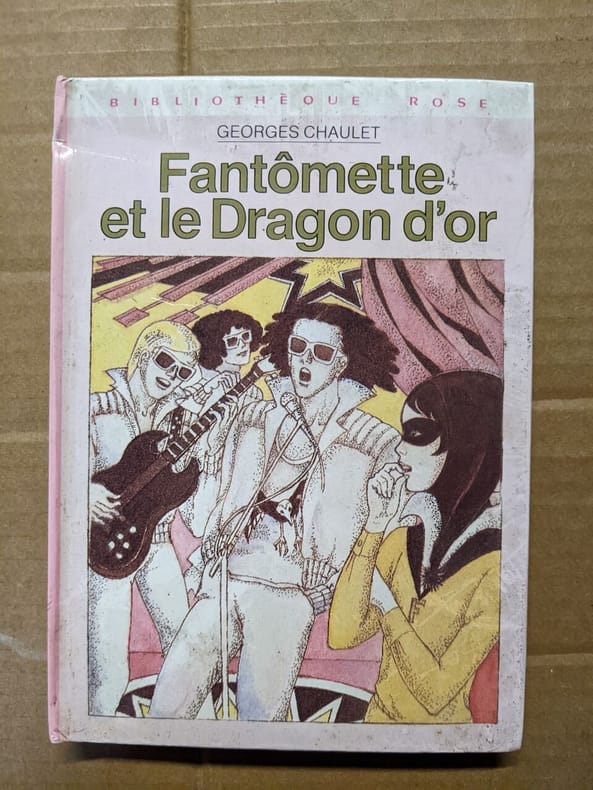 BIBLIOTHÈQUE ROSE
GEORGES CHAULET
Fantômette
et le Dragon d'or